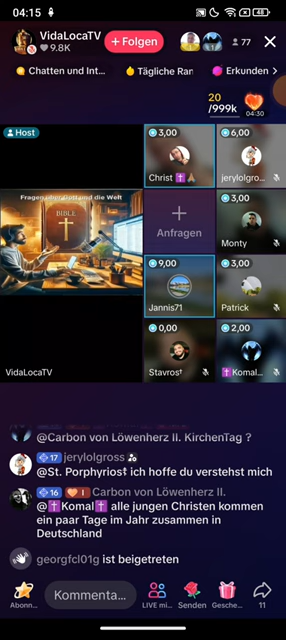 04:15
48
VidaLocaTV
9.8K
+ Folgen
77
Chatten und Int...
Tägliche Ran
Erkunden
20
/999k
04:30
Host
3,00
6,00
Christ
jerylolgro...
Fragen über Gott und die Welt
BIBLE
+
Anfragen
3,00
Monty
9,00
3,00
Jannis71
Patrick
0,00
2,00
VidaLocaTV
Stavros†
Komal...
@Carbon von Löwenherz II. KirchenTag ?
17 jerylolgross
@St. Porphyrios† ich hoffe du verstehst mich
16 I Carbon von Löwenherz II.
@✝️Komal✝️ alle jungen Christen kommen
ein paar Tage im Jahr zusammen in
Deutschland
georgfcl01g ist beigetreten
Kommenta...
Abonn...
LIVE mi...
Senden
Gesche...
11